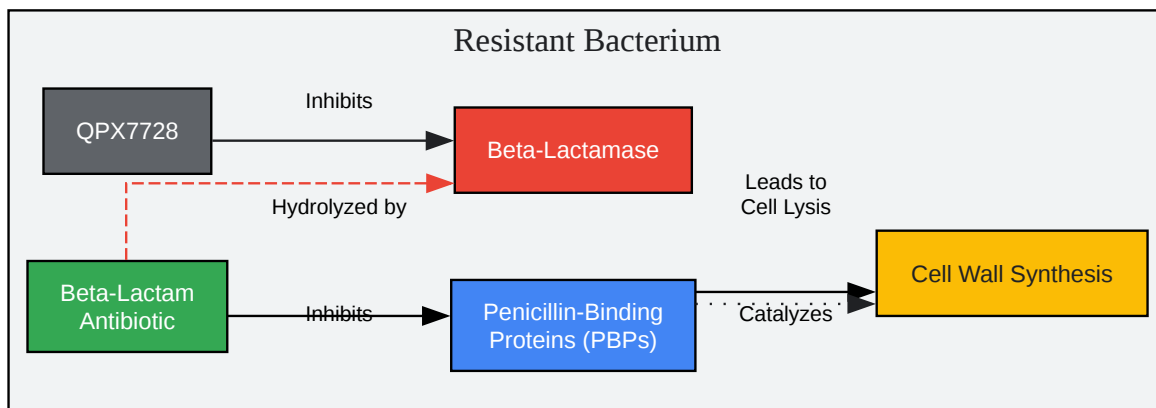 Resistant Bacterium
QPX7728
Inhibits
Beta-Lactamase
Hydrolyzed by
Leads to
Cell Lysis
Beta-Lactam
Antibiotic
Inhibits
Penicillin-Binding
Proteins (PBPs)
Catalyzes
Cell Wall Synthesis